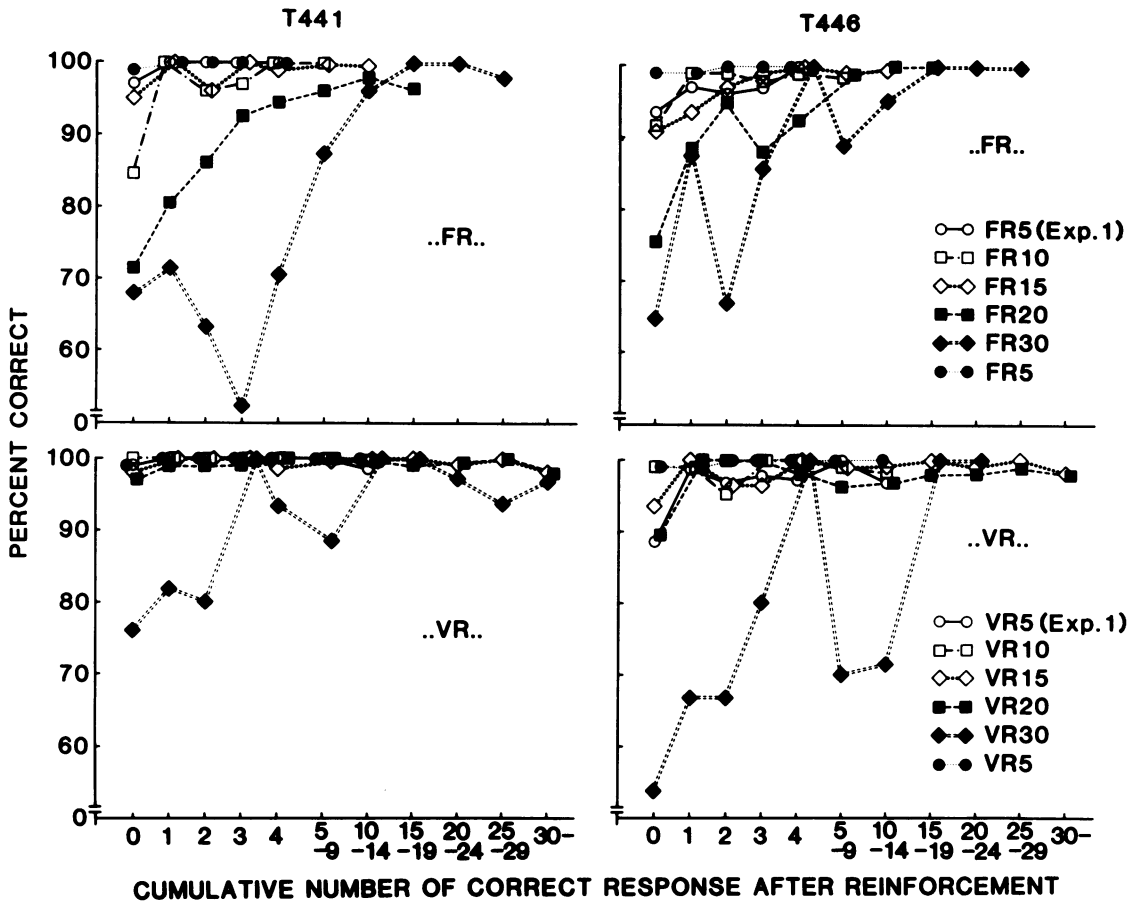 T441
T446
PERCENT CORRECT
100
90
80
70
60
0
..FR..
..FR..
FR5(Exp.1)
FR10
FR15
FR20
FR30
FR5
100
90
80
70
60
0
..VR..
..VR..
VR5(Exp.1)
VR10
VR15
VR20
VR30
VR5
0 1 2 3 4 5 10 15 20 25 30-
-9 -14 -19 -24 -29
0 1 2 3 4 5 10 15 20 25 30-
-9 -14 -19 -24 -29
CUMULATIVE NUMBER OF CORRECT RESPONSE AFTER REINFORCEMENT